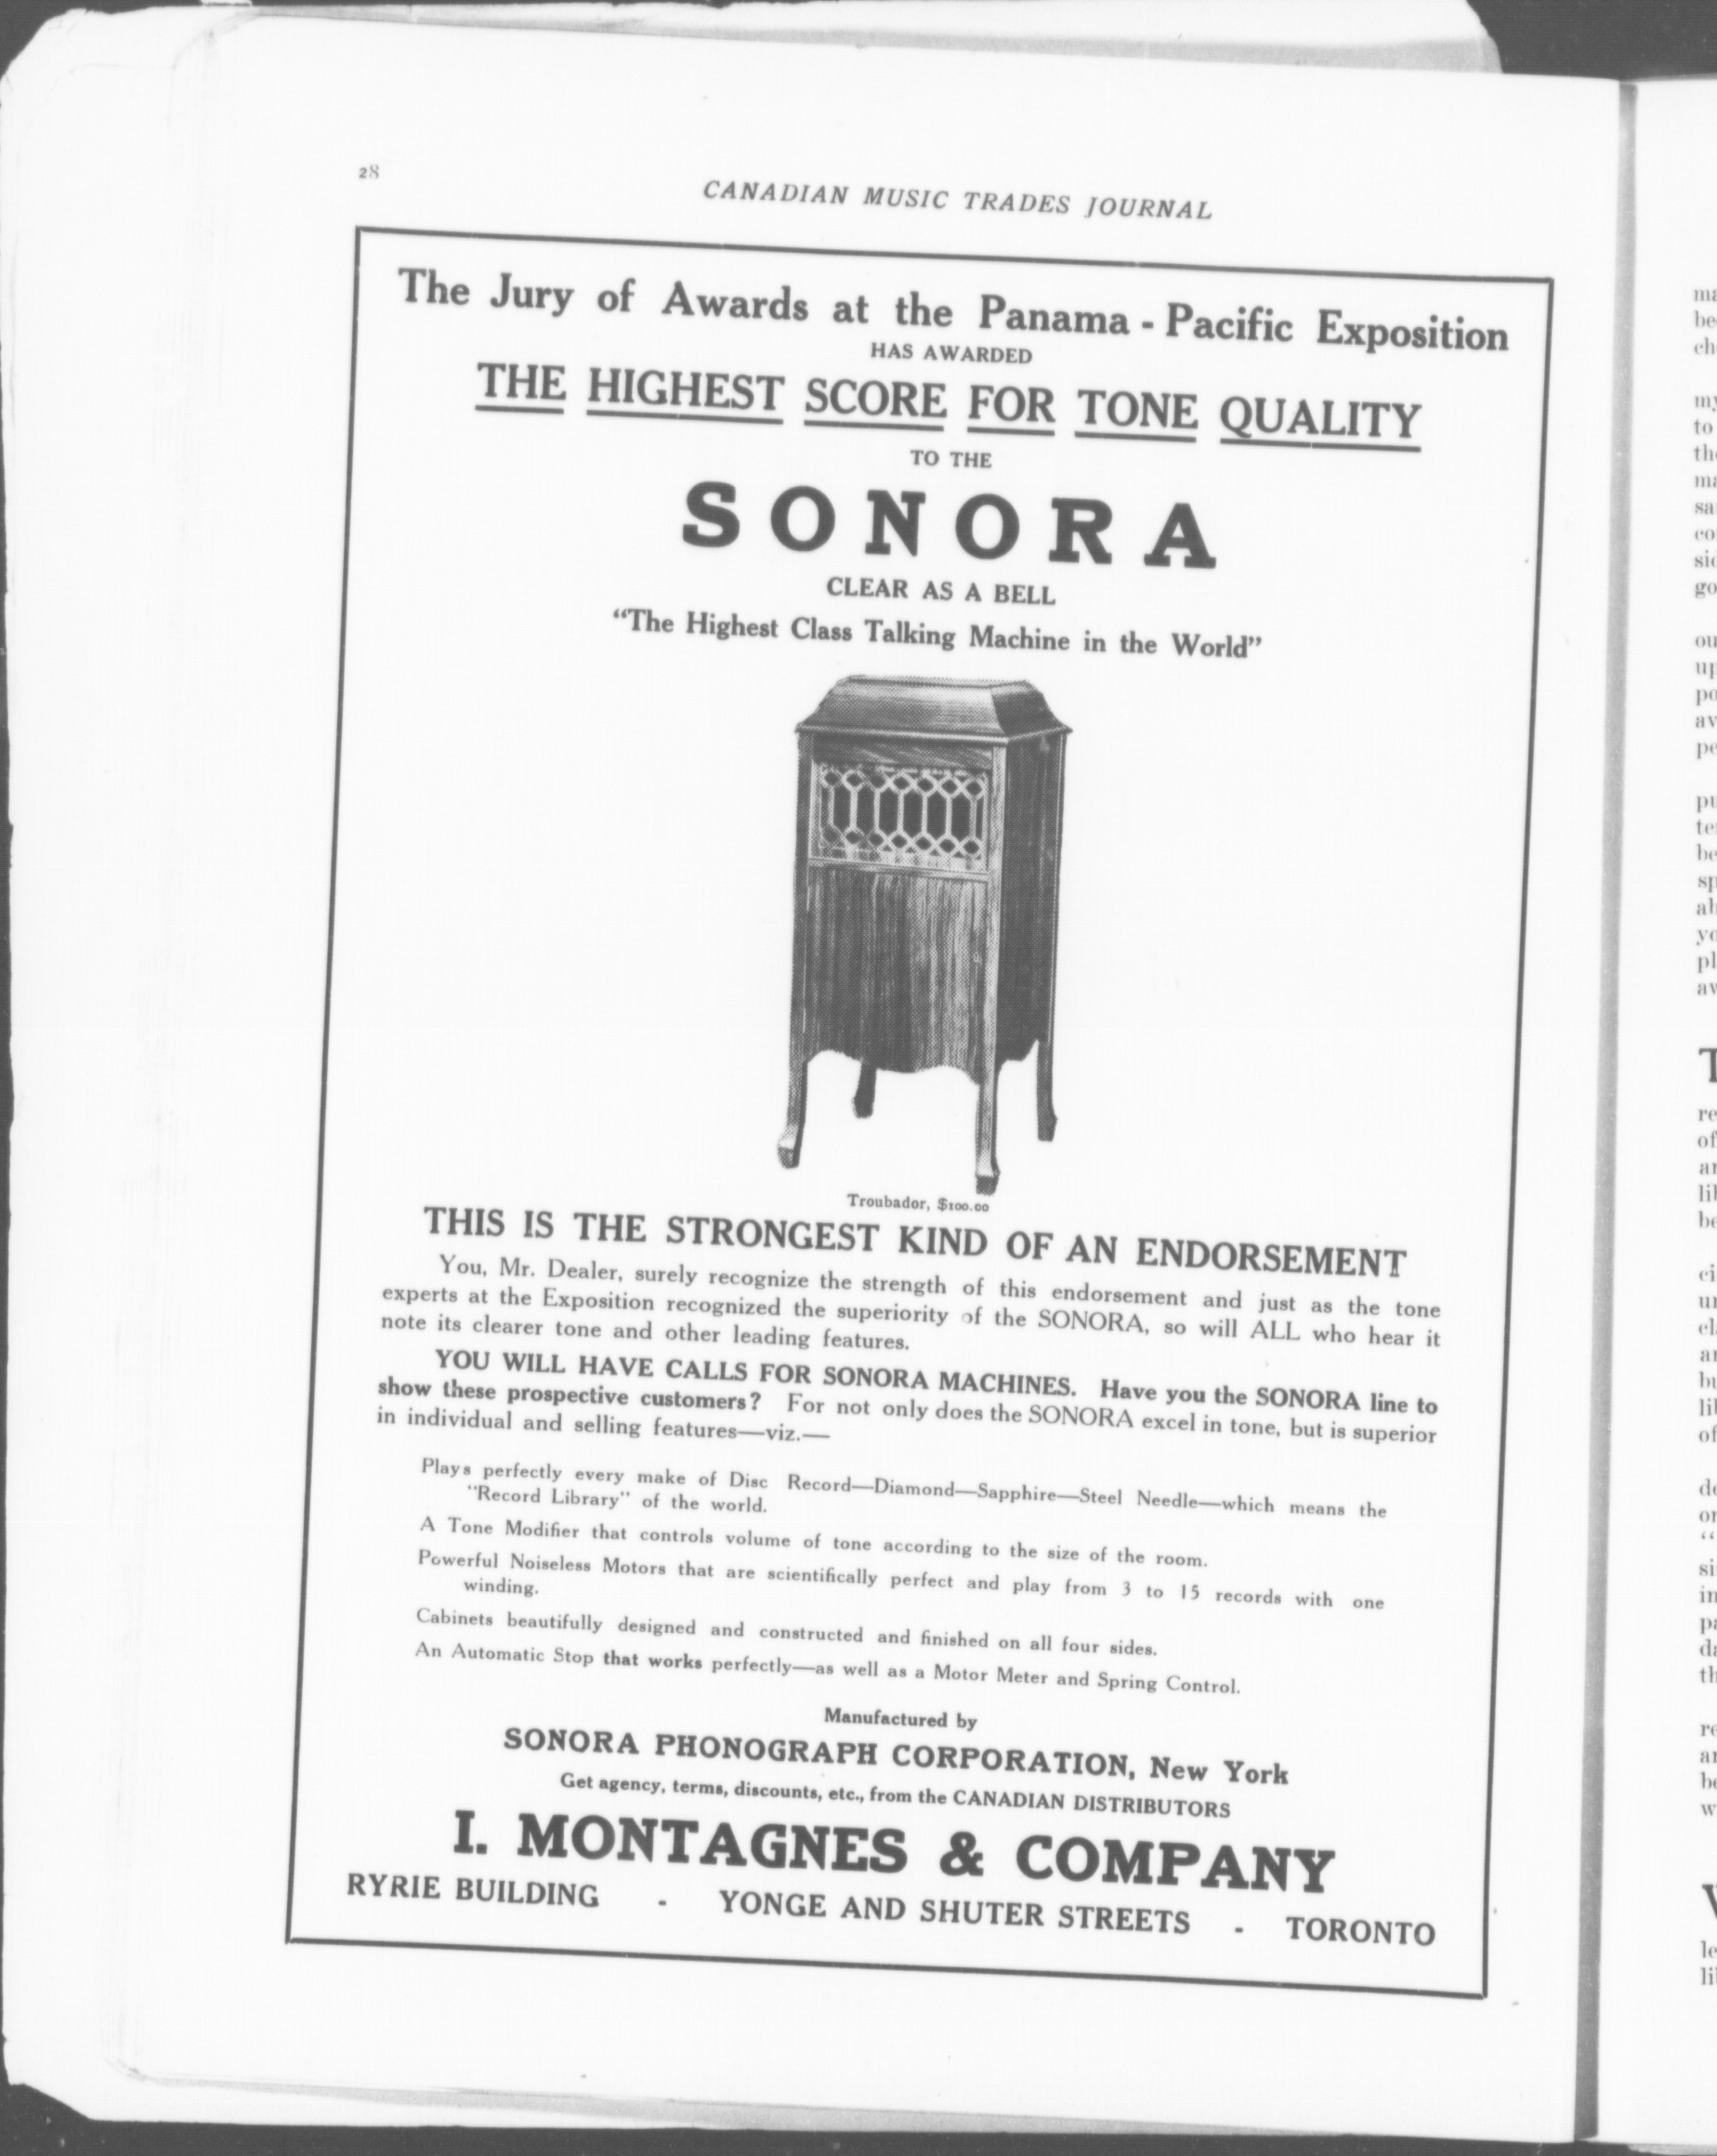 28
CANADIAN MUSIC TRADES JOURNAL
The Jury of Awards at the Panama - Pacific Exposition
HAS AWARDED
THE HIGHEST SCORE FOR TONE QUALITY
TO THE
SONORA
CLEAR AS A BELL
“The Highest Class Talking Machine in the World”
Troubador, $100.00
THIS IS THE STRONGEST KIND OF AN ENDORSEMENT
You, Mr. Dealer, surely recognize the strength of this endorsement and just as the tone
experts at the Exposition recognized the superiority of the SONORA, so will ALL who hear it
note its clearer tone and other leading features.
YOU WILL HAVE CALLS FOR SONORA MACHINES. Have you the SONORA line to
show these prospective customers? For not only does the SONORA excel in tone, but is superior
in individual and selling features—viz.—
Plays perfectly every make of Disc Record—Diamond—Sapphire—Steel Needle—which means the
"Record Library" of the world.
A Tone Modifier that controls volume of tone according to the size of the room.
Powerful Noiseless Motors that are scientifically perfect and play from 3 to 15 records with one
winding.
Cabinets beautifully designed and constructed and finished on all four sides.
An Automatic Stop that works perfectly—as well as a Motor Meter and Spring Control.
Manufactured by
SONORA PHONOGRAPH CORPORATION, New York
Get agency, terms, discounts, etc., from the CANADIAN DISTRIBUTORS
I. MONTAGNES & COMPANY
RYRIE BUILDING - YONGE AND SHUTER STREETS - TORONTO